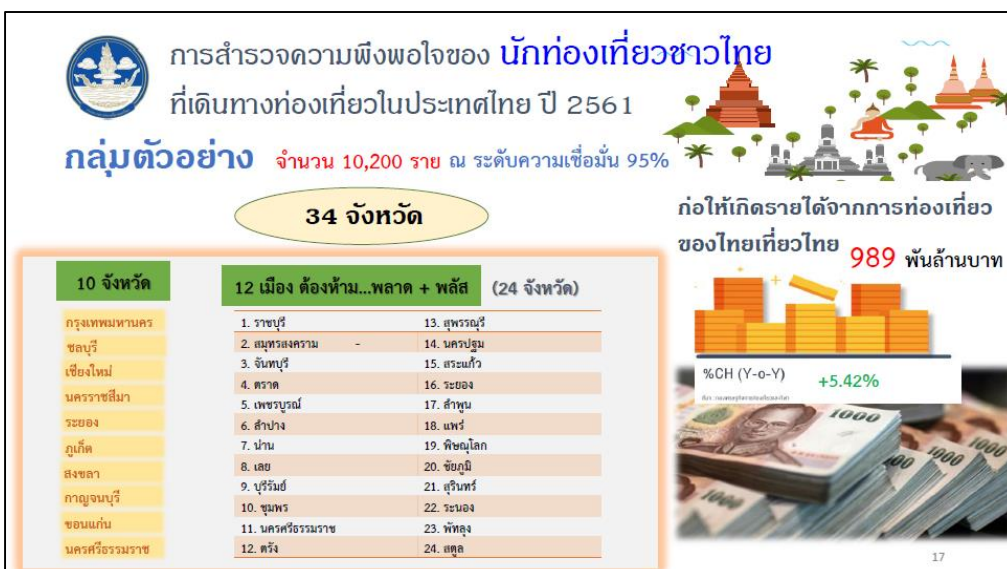 การสำรวจความพึงพอใจของ นักท่องเที่ยวชาวไทย
ที่เดินทางท่องเที่ยวในประเทศไทย ปี 2561
กลุ่มตัวอย่าง จำนวน 10,200 ราย ณ ระดับความเชื่อมั่น 95%
34 จังหวัด
10 จังหวัด
กรุงเทพมหานคร
ชลบุรี
เชียงใหม่
นครราชสีมา
ระยอง
ภูเก็ต
สงขลา
กาญจนบุรี
ขอนแก่น
นครศรีธรรมราช
12 เมือง ต้องห้าม...พลาด + พลัส (24 จังหวัด)
1. ราชบุรี
2. สมุทรสงคราม -
3. จันทบุรี
4. ตราด
5. เพชรบูรณ์
6. ลำปาง
7. น่าน
8. เลย
9. บุรีรัมย์
10. ชุมพร
11. นครศรีธรรมราช
12. ตรัง
13. สุพรรณุรี
14. นครปฐม
15. สระแก้ว
16. ระยอง
17. ลำพูน
18. แพร่
19. พิษณุโลก
20. ชัยภูมิ
21. สุรินทร์
22. ระนอง
23. พัทลุง
24. สตูล
ก่อให้เกิดรายได้จากการท่องเที่ยว
ของไทยเที่ยวไทย 989 พันล้านบาท
%CH (Y-o-Y) +5.42%
1000
1000
1000
1000
17